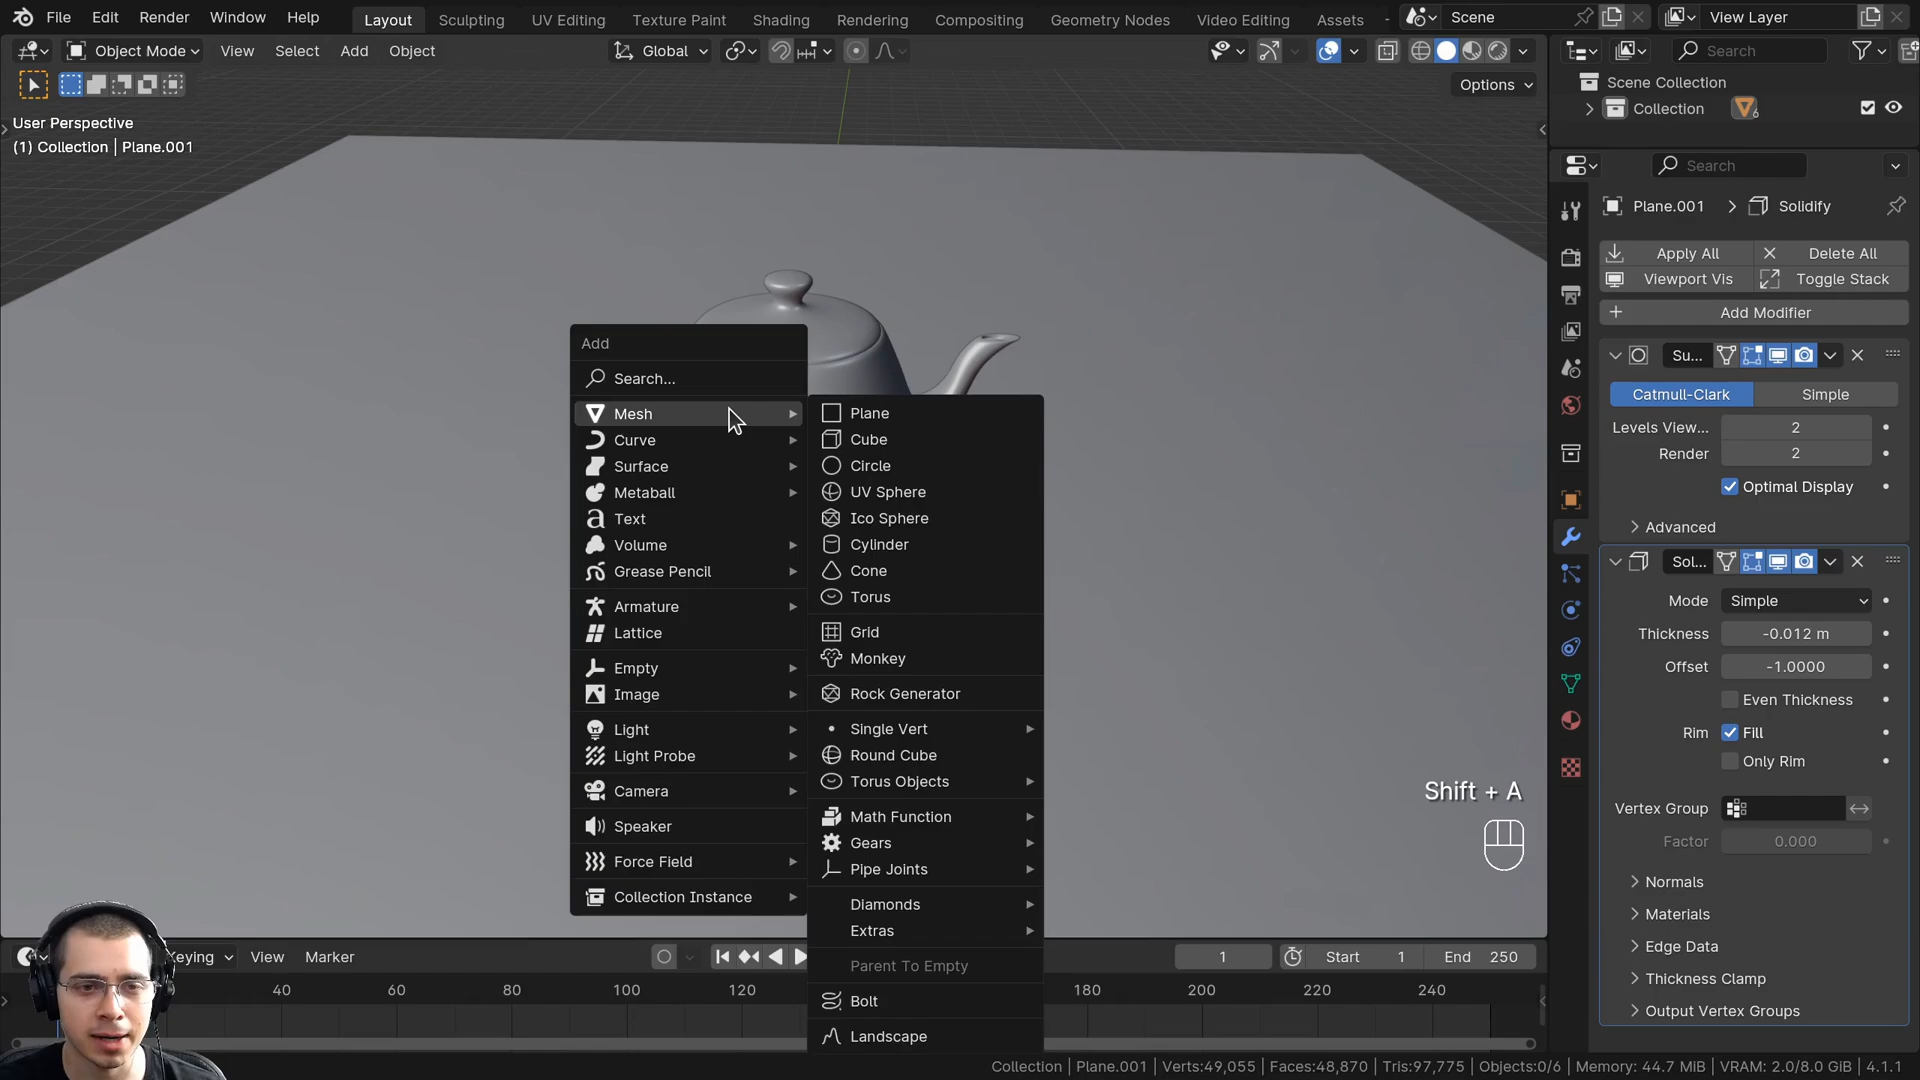 File Edit Render Window Help Layout Sculpting UV Editing Texture Paint Shading Rendering Compositing Geometry Nodes Video Editing Assets Scene View Layer
Object Mode View Select Add Object Global Search
Options
Scene Collection
Collection
User Perspective
(1) Collection | Plane.001
Search
Plane.001 > Solidify
Apply All Delete All
Viewport Vis Toggle Stack
Add Modifier
Su...
Catmull-Clark Simple
Levels View... 2
Render 2
Optimal Display
Advanced
Sol...
Mode Simple
Thickness -0.012 m
Offset -1.0000
Even Thickness
Rim Fill
Only Rim
Vertex Group
Factor 0.000
Normals
Materials
Edge Data
Thickness Clamp
Output Vertex Groups
Add
Search...
Mesh
Curve
Surface
Metaball
Text
Volume
Grease Pencil
Armature
Lattice
Empty
Image
Light
Light Probe
Camera
Speaker
Force Field
Collection Instance
Plane
Cube
Circle
UV Sphere
Ico Sphere
Cylinder
Cone
Torus
Grid
Monkey
Rock Generator
Single Vert
Round Cube
Torus Objects
Math Function
Gears
Pipe Joints
Diamonds
Extras
Parent To Empty
Bolt
Landscape
Shift + A
View Marker 1 Start 1 End 250
40 60 80 100 120 180 200 220 240
Collection | Plane.001 | Verts:49,055 | Faces:48,870 | Tris:97,775 | Objects:0/6 | Memory: 44.7 MiB | VRAM: 2.0/8.0 GiB | 4.1.1